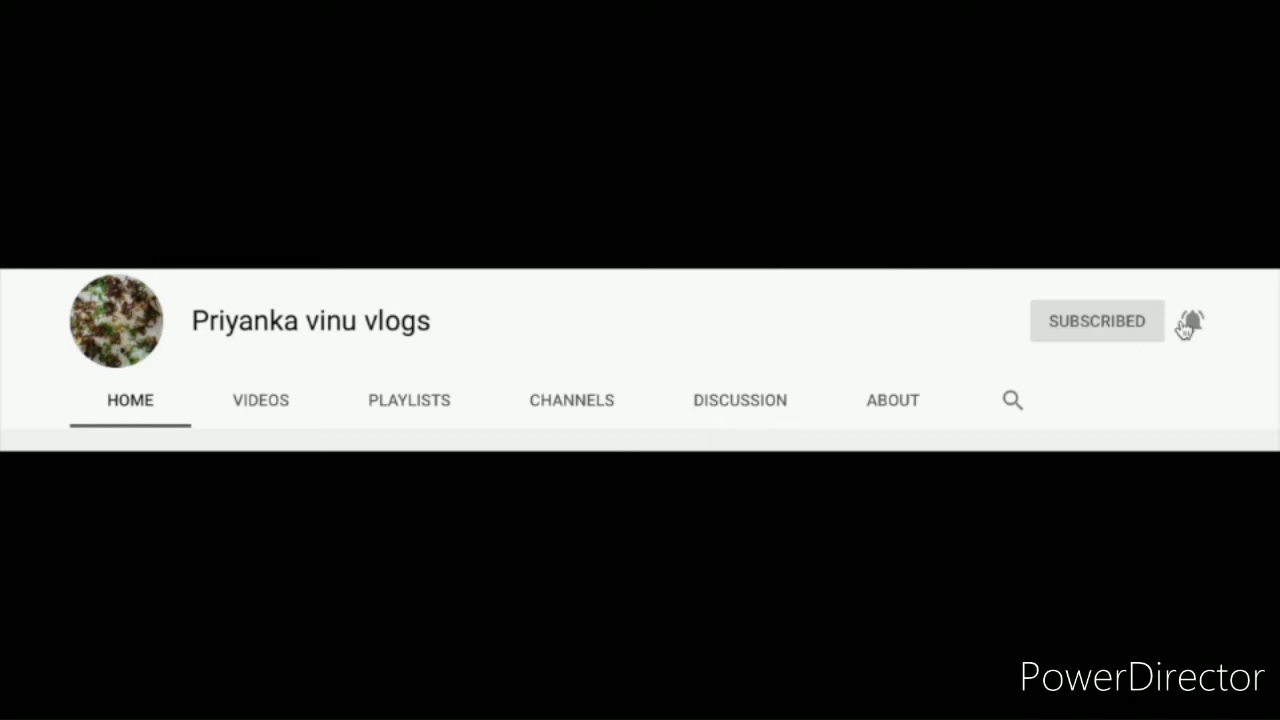 Priyanka vinu vlogs
SUBSCRIBED
HOME VIDEOS PLAYLISTS CHANNELS DISCUSSION ABOUT
PowerDirector